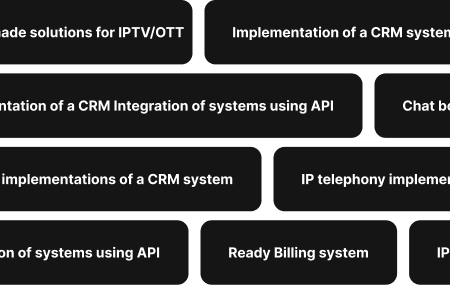 made solutions for IPTV/OTT Implementation of a CRM system
ntation of a CRM Integration of systems using API Chat bo
implementations of a CRM system IP telephony implemen
on of systems using API Ready Billing system IP